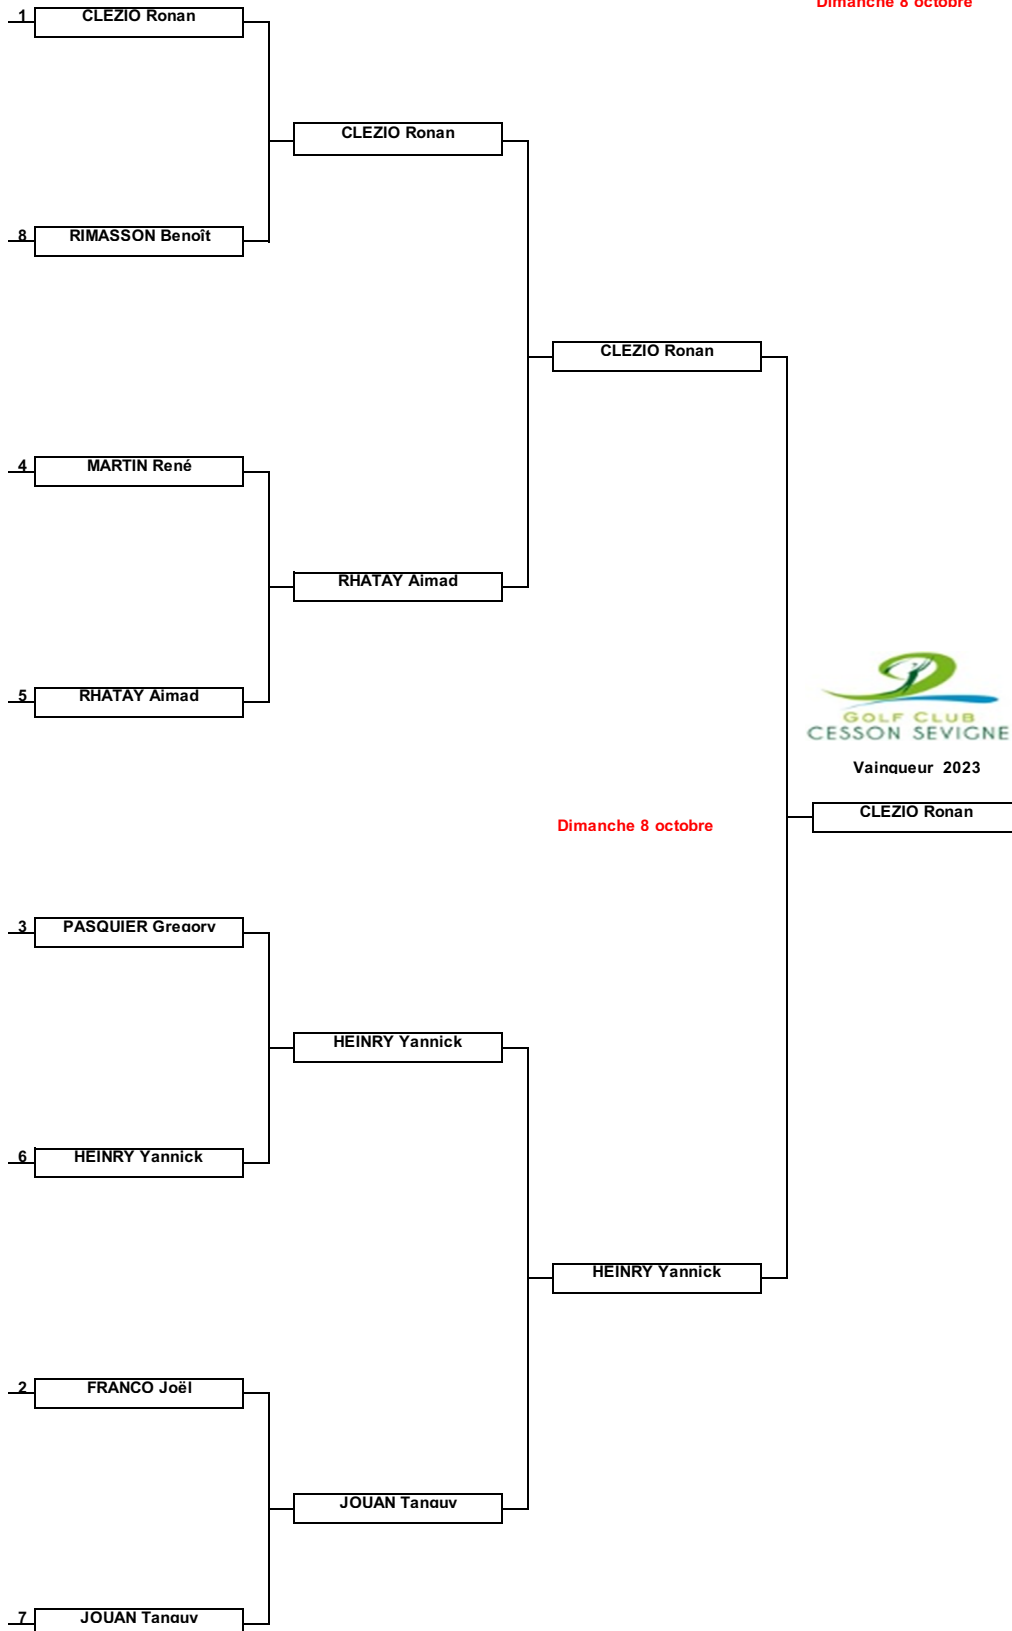 Dimanche 8 octobre
1 CLEZIO Ronan
CLEZIO Ronan
8 RIMASSON Benoît
CLEZIO Ronan
4 MARTIN René
RHATAY Aimad
5 RHATAY Aimad
GOLF CLUB
CESSON SEVIGNE
Vainqueur 2023
CLEZIO Ronan
Dimanche 8 octobre
3 PASQUIER Gregory
HEINRY Yannick
6 HEINRY Yannick
HEINRY Yannick
2 FRANCO Joël
JOUAN Tanguy
7 JOUAN Tanguy